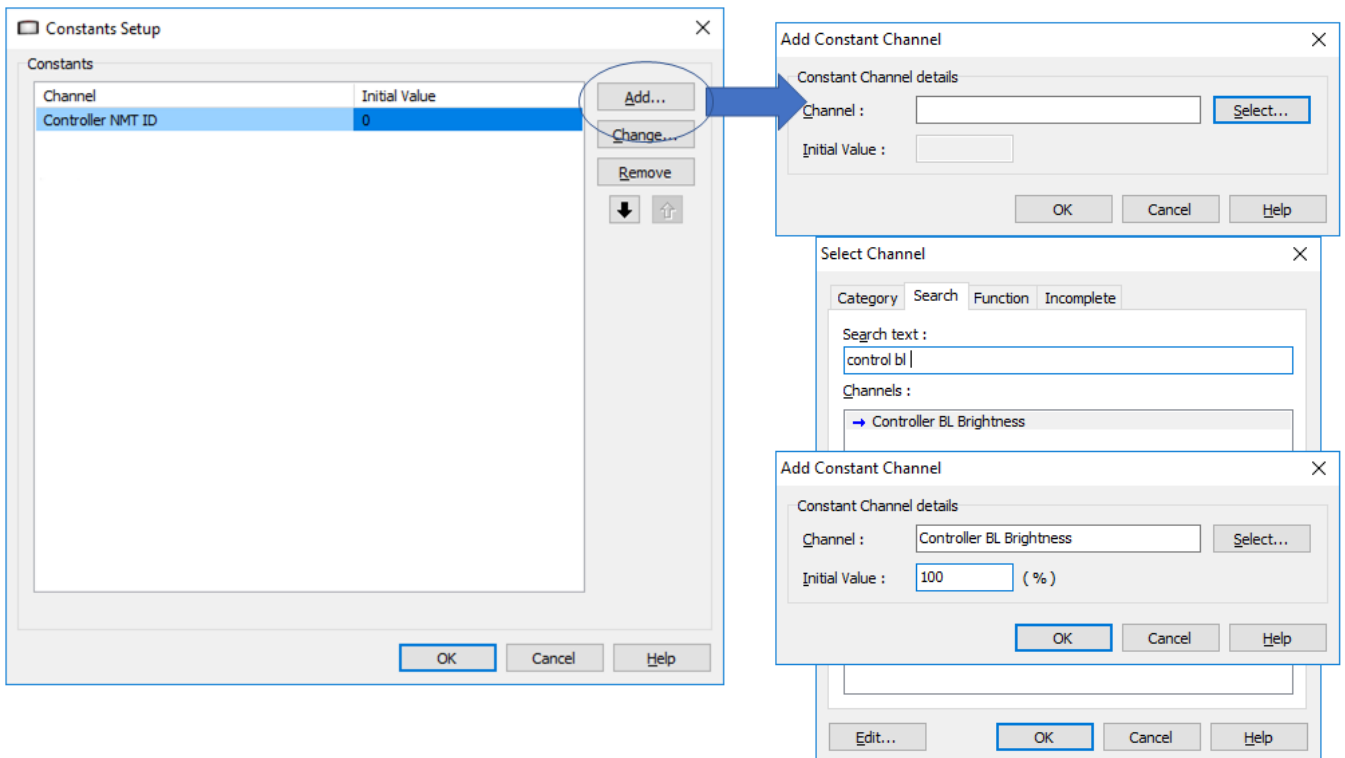 Constants Setup
Constants
Channel Initial Value
Controller NMT ID 0
Add...
Change...
Remove
OK Cancel Help
Add Constant Channel
Constant Channel details
Channel : Select...
Initial Value :
OK Cancel Help
Select Channel
Category Search Function Incomplete
Search text :
control bl
Channels :
Controller BL Brightness
Add Constant Channel
Constant Channel details
Channel : Controller BL Brightness Select...
Initial Value : 100 ( % )
OK Cancel Help
Edit... OK Cancel Help